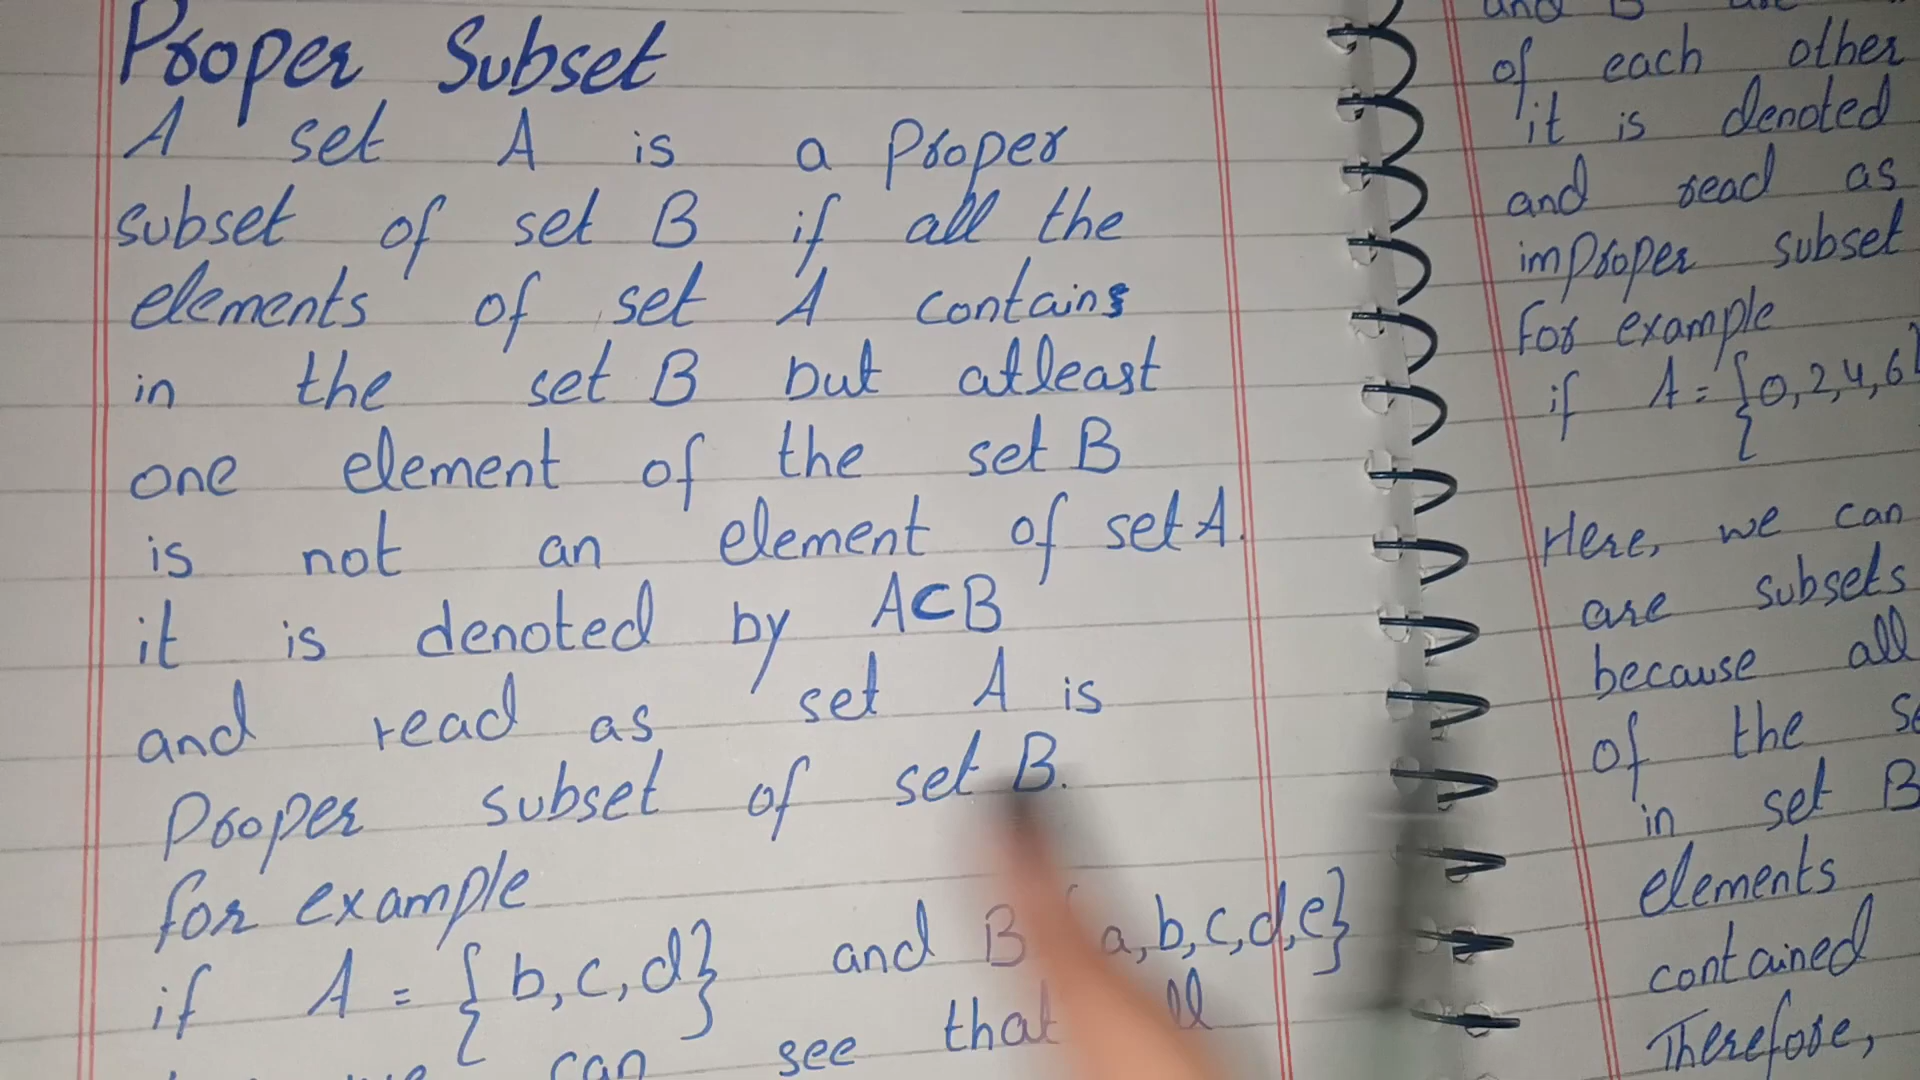 Proper Subset
A set A is a proper
subset of set B if all the
elements of set A contains
in the set B but atleast
one element of the set B
is not an element of set A.
it is denoted by A⊂B
and read as set A is
Proper subset of set B.
for example
if A = {b, c, d} and B {a, b, c, d, e}
can see that
of each other
it is denoted
and read as
improper subset
For example
if A = {0, 2, 4, 6}
Here, we can
are subsets
because all
of the
in set B
elements
contained
Therefore,